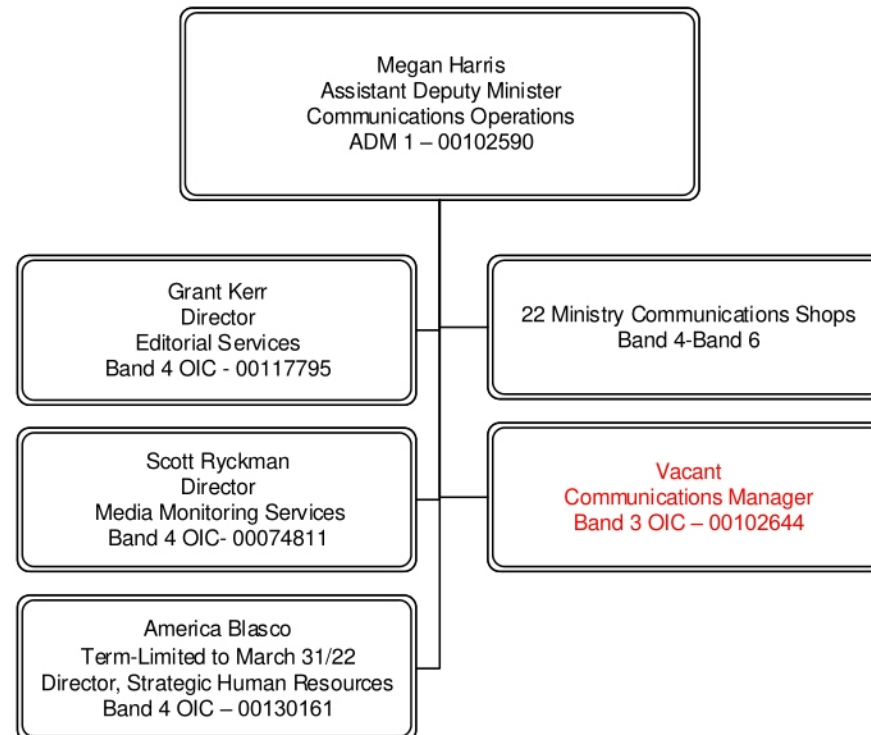 Megan Harris
Assistant Deputy Minister
Communications Operations
ADM 1 – 00102590
Grant Kerr
Director
Editorial Services
Band 4 OIC - 00117795
22 Ministry Communications Shops
Band 4-Band 6
Scott Ryckman
Director
Media Monitoring Services
Band 4 OIC- 00074811
Vacant
Communications Manager
Band 3 OIC – 00102644
America Blasco
Term-Limited to March 31/22
Director, Strategic Human Resources
Band 4 OIC – 00130161